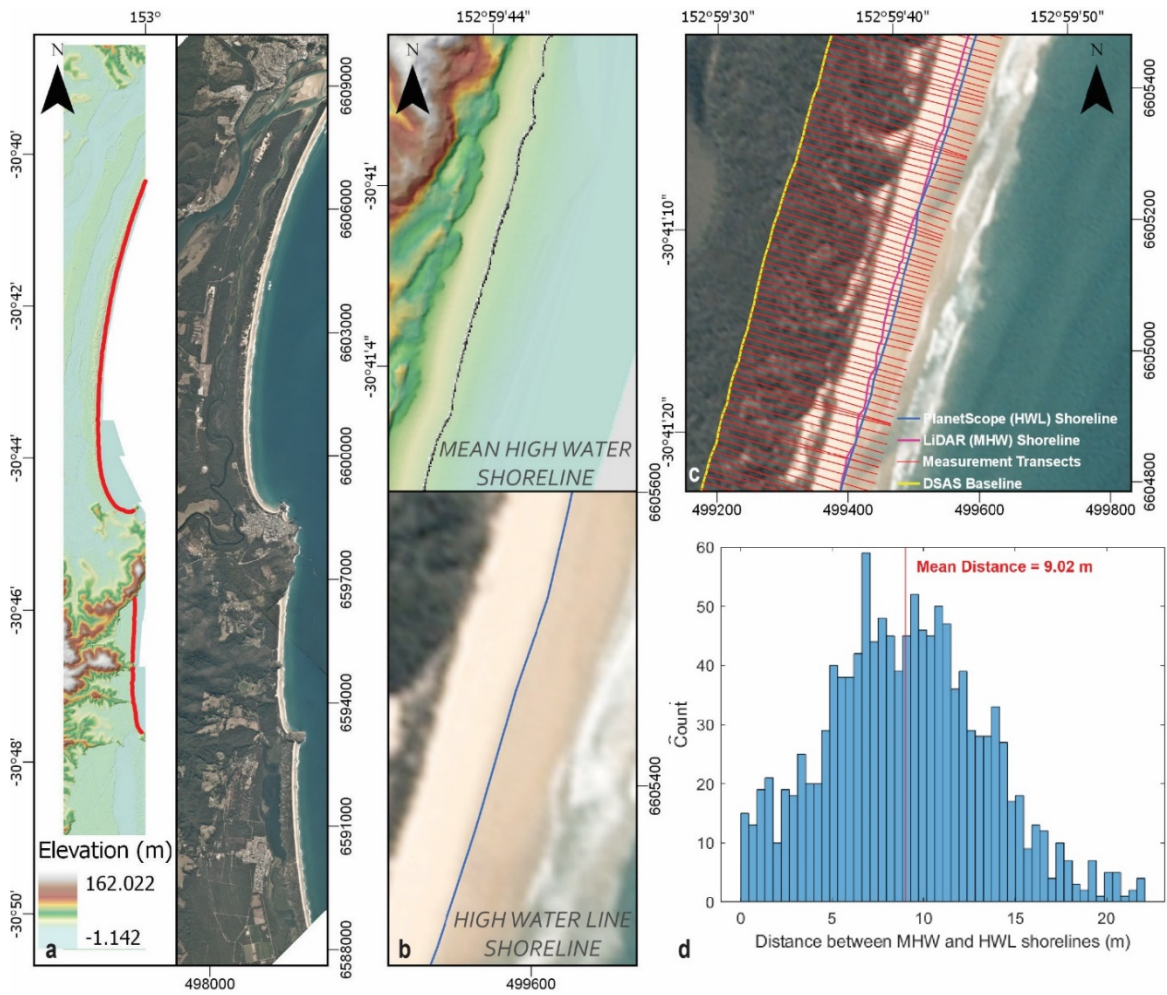 153°
N
-30°40'
-30°42'
-30°44'
-30°46'
-30°48'
-30°50'
6609000
6606000
6603000
6600000
6597000
6594000
6591000
6588000
498000
Elevation (m)
162.022
-1.142
a
152°59'44"
N
-30°41'
-30°41'4"
MEAN HIGH WATER
SHORELINE
6605600
6605400
HIGH WATER LINE
SHORELINE
b
499600
152°59'30"
152°59'40"
152°59'50"
N
-30°41'10"
-30°41'20"
6605400
6605200
6605000
6604800
PlanetScope (HWL) Shoreline
LiDAR (MHW) Shoreline
Measurement Transects
DSAS Baseline
c
499200
499400
499600
499800
60
50
40
30
20
10
0
Count
Mean Distance = 9.02 m
0
5
10
15
20
Distance between MHW and HWL shorelines (m)
d